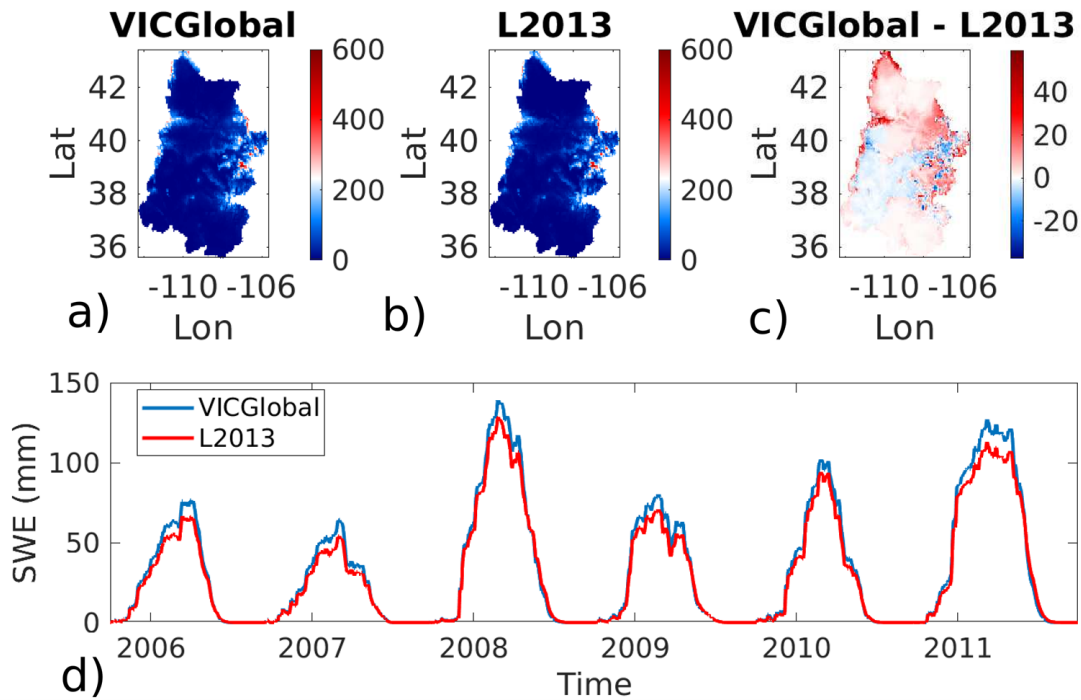 VICGlobal
L2013
VICGlobal - L2013
42
40
38
36
Lat
-110 -106
Lon
600
400
200
0
a)
42
40
38
36
Lat
-110 -106
Lon
600
400
200
0
b)
42
40
38
36
Lat
-110 -106
Lon
40
20
0
-20
c)
150
100
50
0
SWE (mm)
VICGlobal
L2013
2006
2007
2008
2009
2010
2011
Time
d)